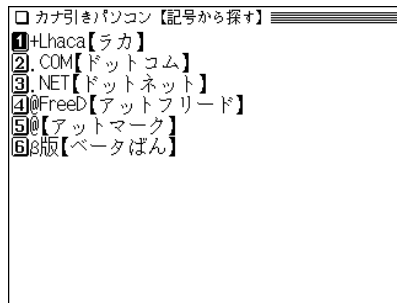 □ カナ引きパソコン【記号から探す】
1+Lhaca【ラカ】
2.COM【ドットコム】
3.NET【ドットネット】
4@FreeD【アットフリード】
5@【アットマーク】
6β版【ベータばん】